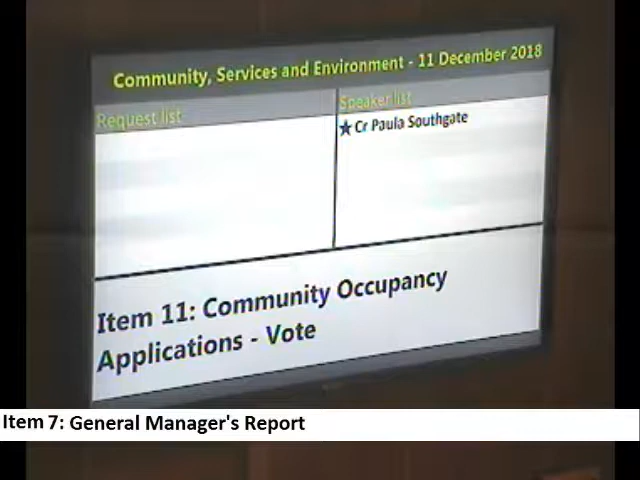 Community, Services and Environment - 11 December 2018
Request list
Speaker list
★ Cr Paula Southgate
Item 11: Community Occupancy
Applications - Vote
Item 7: General Manager's Report